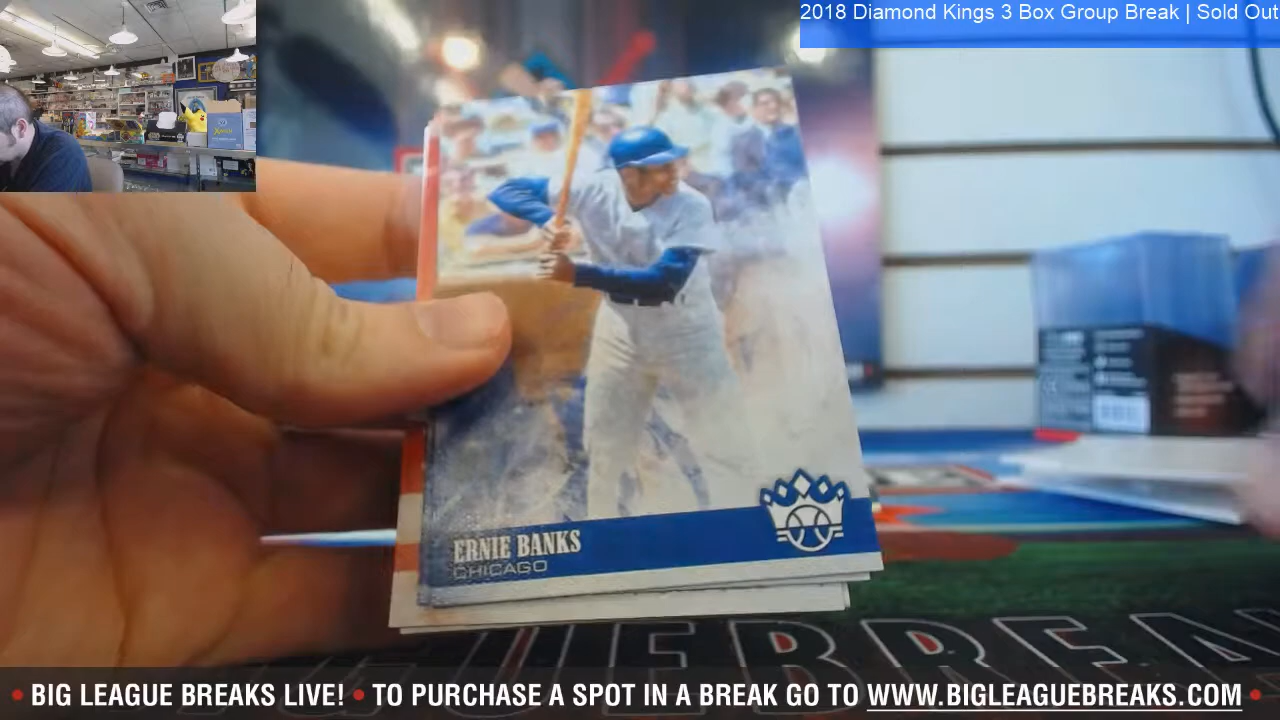 2018 Diamond Kings 3 Box Group Break | Sold Out
ERNIE BANKS
CHICAGO
• BIG LEAGUE BREAKS LIVE! • TO PURCHASE A SPOT IN A BREAK GO TO WWW.BIGLEAGUEBREAKS.COM •